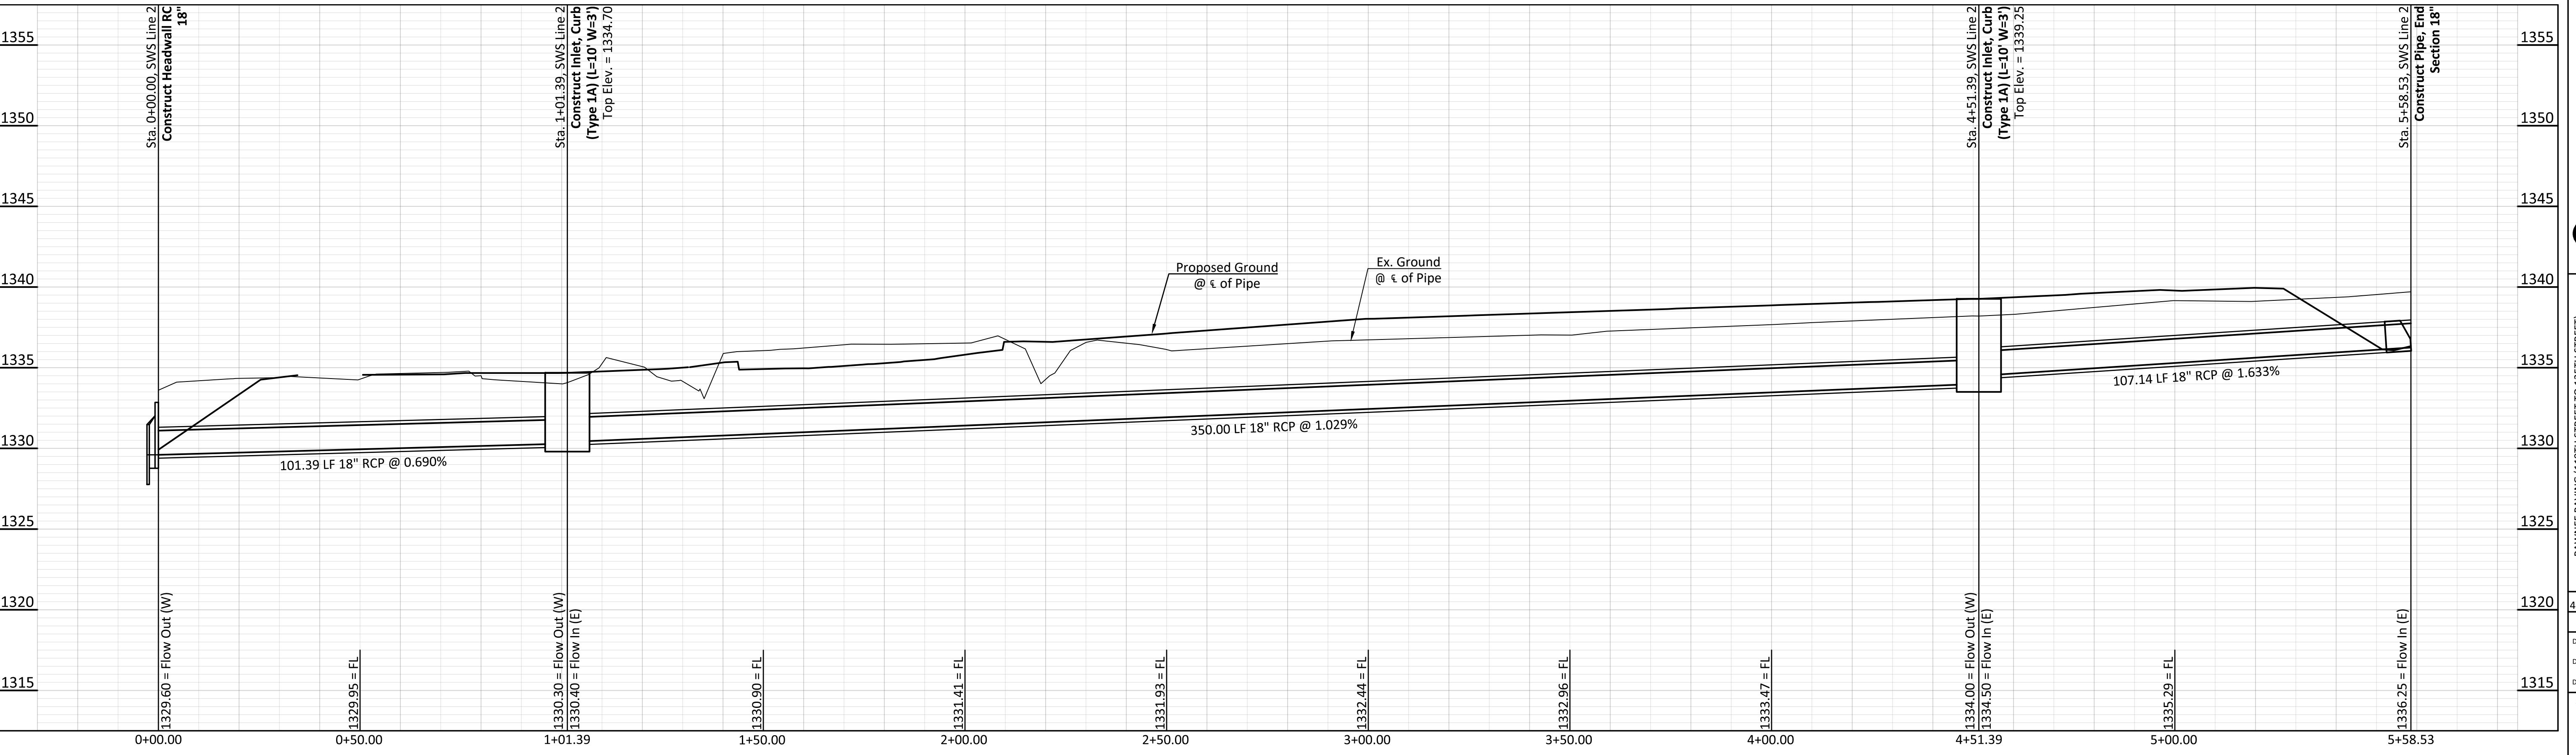 Sta. 0+00.00, SWS Line 2
Construct Headwall RC
18"
Sta. 1+01.39, SWS Line 2
Construct Inlet, Curb
(Type 1A) (L=10' W=3')
Top Elev. = 1334.70
Sta. 4+51.39, SWS Line 2
Construct Inlet, Curb
(Type 1A) (L=10' W=3')
Top Elev. = 1339.25
Sta. 5+58.53, SWS Line 2
Construct Pipe, End
Section 18"
1355
1355
1350
1350
1345
1345
1340
1340
1335
1335
1330
1330
1325
1325
1320
1320
1315
1315
Proposed Ground
@ ℄ of Pipe
Ex. Ground
@ ℄ of Pipe
101.39 LF 18" RCP @ 0.690%
350.00 LF 18" RCP @ 1.029%
107.14 LF 18" RCP @ 1.633%
1329.60 = Flow Out (W)
1329.95 = FL
1330.30 = Flow Out (W)
1330.40 = Flow In (E)
1330.90 = FL
1331.41 = FL
1331.93 = FL
1332.44 = FL
1332.96 = FL
1333.47 = FL
1334.00 = Flow Out (W)
1334.50 = Flow In (E)
1335.29 = FL
1336.25 = Flow In (E)
0+00.00
0+50.00
1+01.39
1+50.00
2+00.00
2+50.00
3+00.00
3+50.00
4+00.00
4+51.39
5+00.00
5+58.53
4